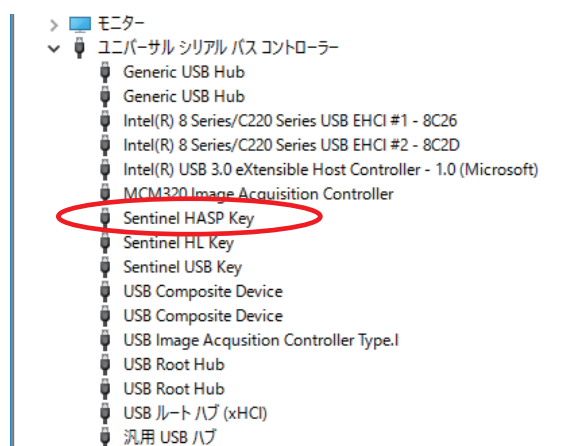 モニター
ユニバーサル シリアル バス コントローラー
Generic USB Hub
Generic USB Hub
Intel(R) 8 Series/C220 Series USB EHCI #1 - 8C26
Intel(R) 8 Series/C220 Series USB EHCI #2 - 8C2D
Intel(R) USB 3.0 eXtensible Host Controller - 1.0 (Microsoft)
MCM320 Image Acquisition Controller
Sentinel HASP Key
Sentinel HL Key
Sentinel USB Key
USB Composite Device
USB Composite Device
USB Image Acqusition Controller Type.I
USB Root Hub
USB Root Hub
USB ルート ハブ (xHCI)
汎用 USB ハブ